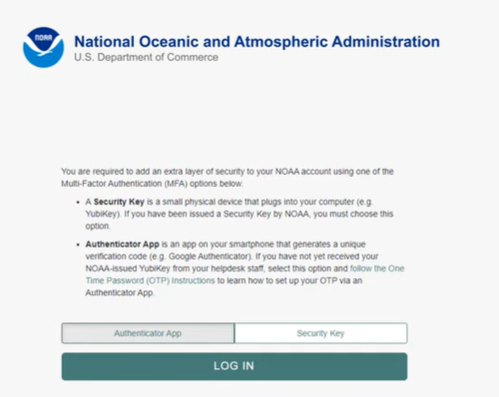 NOAA
National Oceanic and Atmospheric Administration
U.S. Department of Commerce
You are required to add an extra layer of security to your NOAA account using one of the
Multi-Factor Authentication (MFA) options below.
• A Security Key is a small physical device that plugs into your computer (e.g.
YubiKey). If you have been issued a Security Key by NOAA, you must choose this
option.
• Authenticator App is an app on your smartphone that generates a unique
verification code (e.g. Google Authenticator). If you have not yet received your
NOAA-issued YubiKey from your helpdesk staff, select this option and follow the One
Time Password (OTP) Instructions to learn how to set up your OTP via an
Authenticator App.
Authenticator App
Security Key
LOG IN